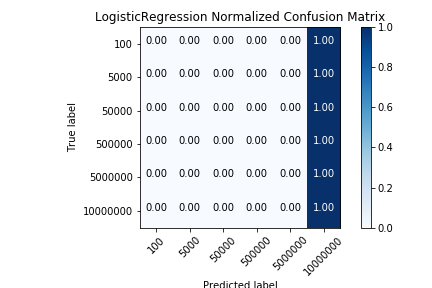 LogisticRegression Normalized Confusion Matrix
True label
100 0.00 0.00 0.00 0.00 0.00 1.00
5000 0.00 0.00 0.00 0.00 0.00 1.00
50000 0.00 0.00 0.00 0.00 0.00 1.00
500000 0.00 0.00 0.00 0.00 0.00 1.00
5000000 0.00 0.00 0.00 0.00 0.00 1.00
10000000 0.00 0.00 0.00 0.00 0.00 1.00
100 5000 50000 500000 5000000 10000000
Predicted label
1.0
0.8
0.6
0.4
0.2
0.0